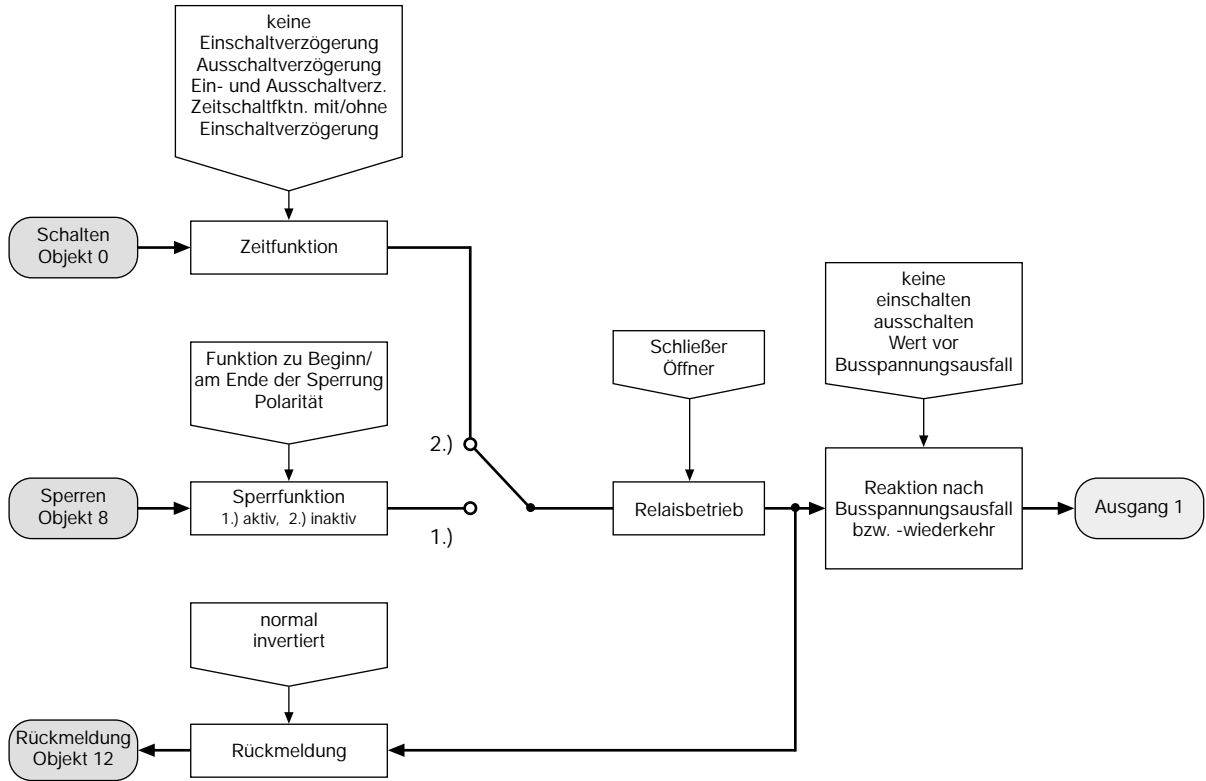 keine
Einschaltverzögerung
Ausschaltverzögerung
Ein- und Ausschaltverz.
Zeitschaltfktn. mit/ohne
Einschaltverzögerung
Schalten
Objekt 0
Zeitfunktion
keine
einschalten
ausschalten
Wert vor
Busspannungsausfall
Funktion zu Beginn/
am Ende der Sperrung
Polarität
Schließer
Öffner
2.)
Sperren
Objekt 8
Sperrfunktion
1.) aktiv, 2.) inaktiv
1.)
Relaisbetrieb
Reaktion nach
Busspannungsausfall
bzw. -wiederkehr
Ausgang 1
normal
invertiert
Rückmeldung
Objekt 12
Rückmeldung